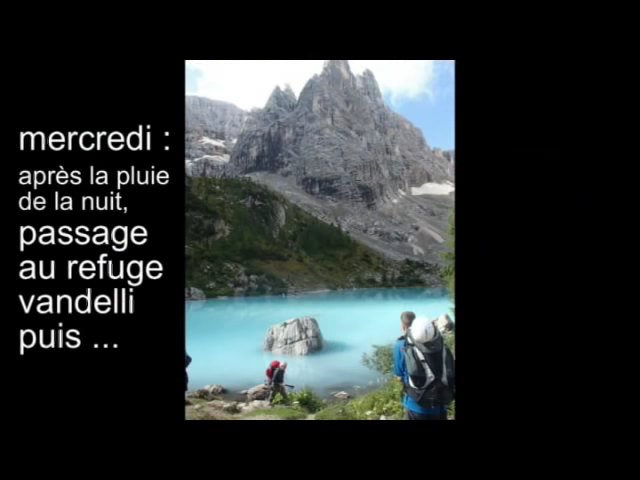 mercredi :
après la pluie
de la nuit,
passage
au refuge
vandelli
puis ...